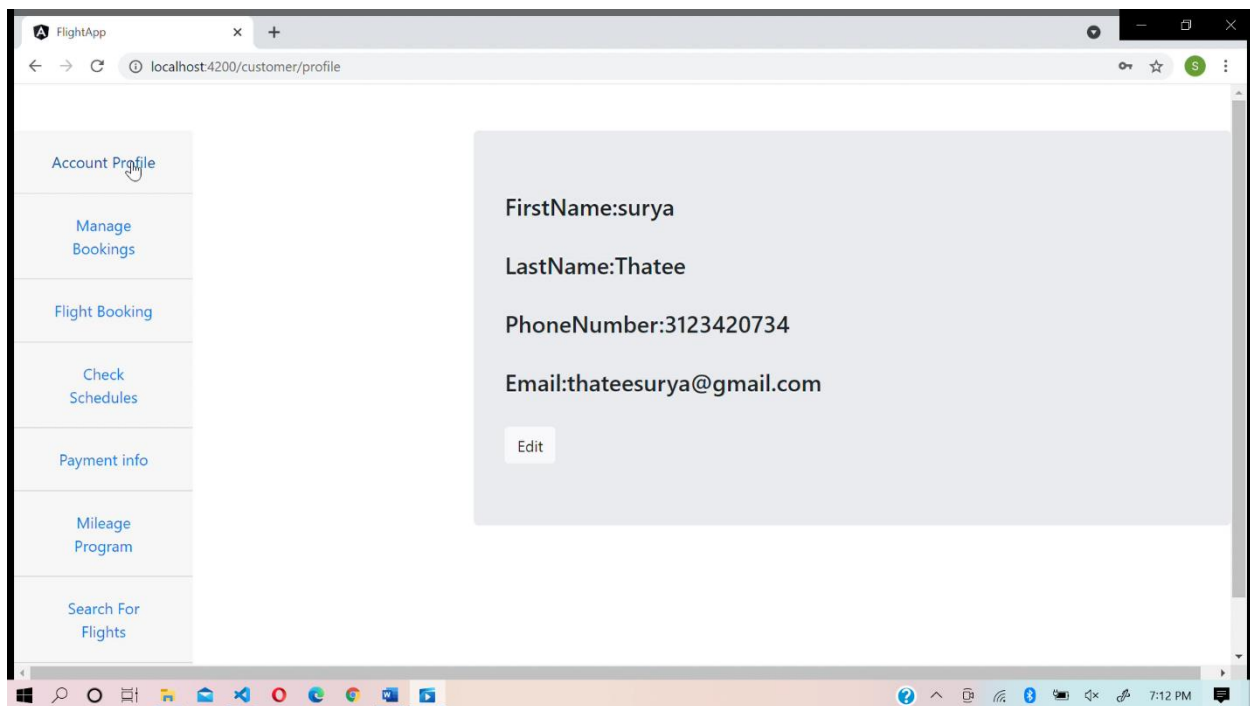 FlightApp
localhost:4200/customer/profile
S
Account Profile
Manage
Bookings
Flight Booking
Check
Schedules
Payment info
Mileage
Program
Search For
Flights
FirstName:surya
LastName:Thatee
PhoneNumber:3123420734
Email:thateesurya@gmail.com
Edit
7:12 PM